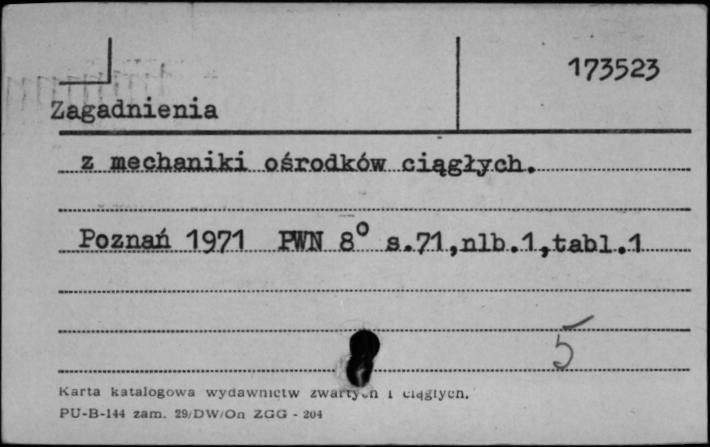 173523
Zagadnienia
z mechaniki ośrodków ciągłych.
Poznań 1971 PWN 8° s.71,nlb.1,tabl.1
5
Karta katalogowa wydawnictw zwartych i ciągłych.
PU-B-144 zam. 29/DW/On ZGG - 204